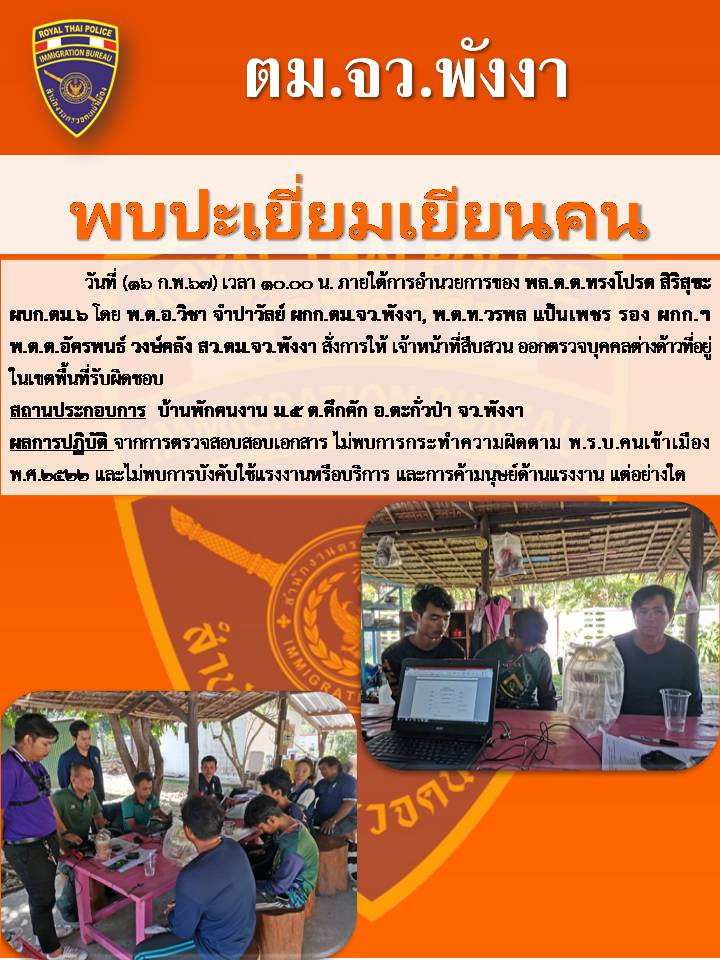 ROYAL THAI POLICE
IMMIGRATION BUREAU
สำนักงานตรวจคนเข้าเมือง
ตม.จว.พังงา
พบปะเยี่ยมเยียนคน
วันที่ (๑๖ ก.พ.๖๗) เวลา ๑๐.๐๐ น. ภายใต้การอำนวยการของ พล.ต.ต.ทรงโปรด สิริสุขะ
ผบก.ตม.๖ โดย พ.ต.อ.วิชา จำปาวัลย์ ผกก.ตม.จว.พังงา, พ.ต.ท.วรพล แป้นเพชร รอง ผกก.ฯ
พ.ต.ต.อัครพนธ์ วงษ์คลัง สว.ตม.จว.พังงา สั่งการให้ เจ้าหน้าที่สืบสวน ออกตรวจบุคคลต่างด้าวที่อยู่
ในเขตพื้นที่รับผิดชอบ
สถานประกอบการ บ้านพักคนงาน ม.๕ ต.คึกคัก อ.ตะกั่วป่า จว.พังงา
ผลการปฏิบัติ จากการตรวจสอบสอบเอกสาร ไม่พบการกระทำความผิดตาม พ.ร.บ.คนเข้าเมือง
พ.ศ.๒๕๒๒ และไม่พบการบังคับใช้แรงงานหรือบริการ และการค้ามนุษย์ด้านแรงงาน แต่อย่างใด